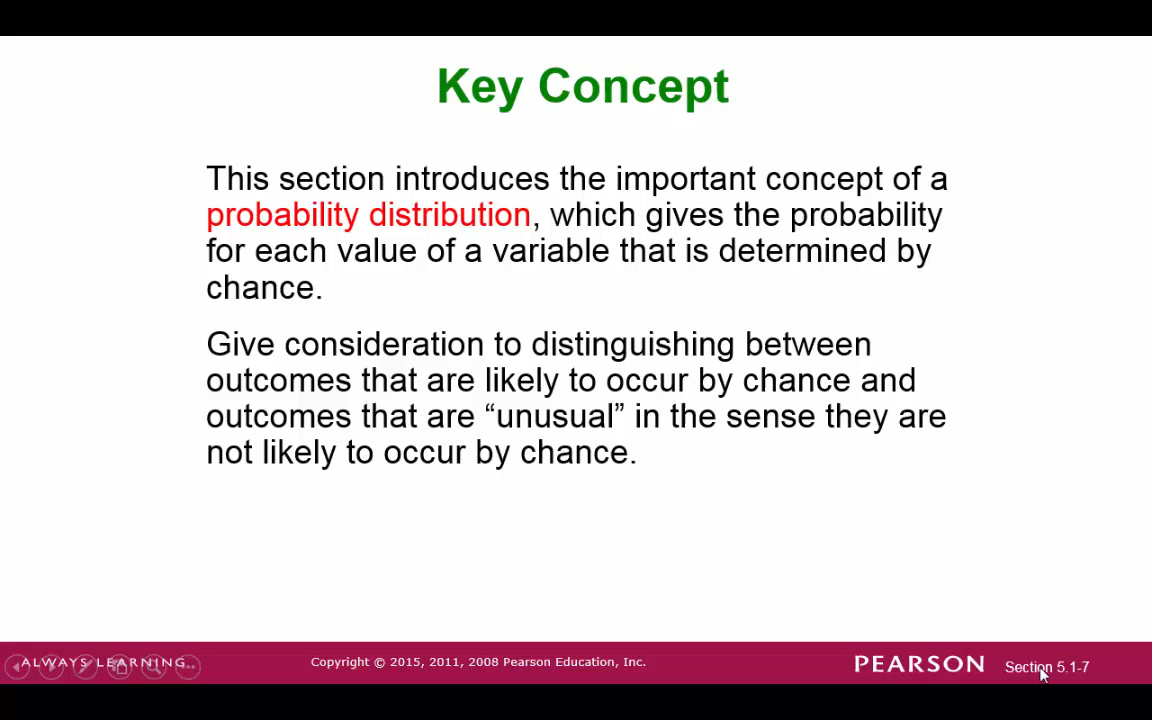 Key Concept
This section introduces the important concept of a
probability distribution, which gives the probability
for each value of a variable that is determined by
chance.
Give consideration to distinguishing between
outcomes that are likely to occur by chance and
outcomes that are “unusual” in the sense they are
not likely to occur by chance.
ALWAYS LEARNING
Copyright © 2015, 2011, 2008 Pearson Education, Inc.
PEARSON
Section 5.1-7